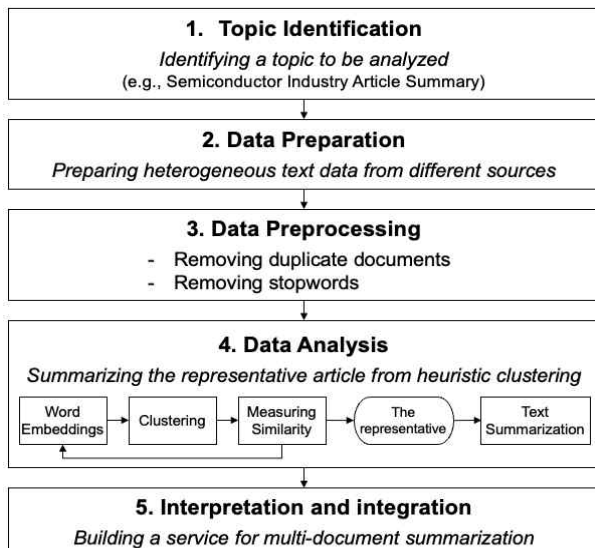 1. Topic Identification
Identifying a topic to be analyzed
(e.g., Semiconductor Industry Article Summary)
2. Data Preparation
Preparing heterogeneous text data from different sources
3. Data Preprocessing
- Removing duplicate documents
- Removing stopwords
4. Data Analysis
Summarizing the representative article from heuristic clustering
Word
Embeddings
Clustering
Measuring
Similarity
The
representative
Text
Summarization
5. Interpretation and integration
Building a service for multi-document summarization